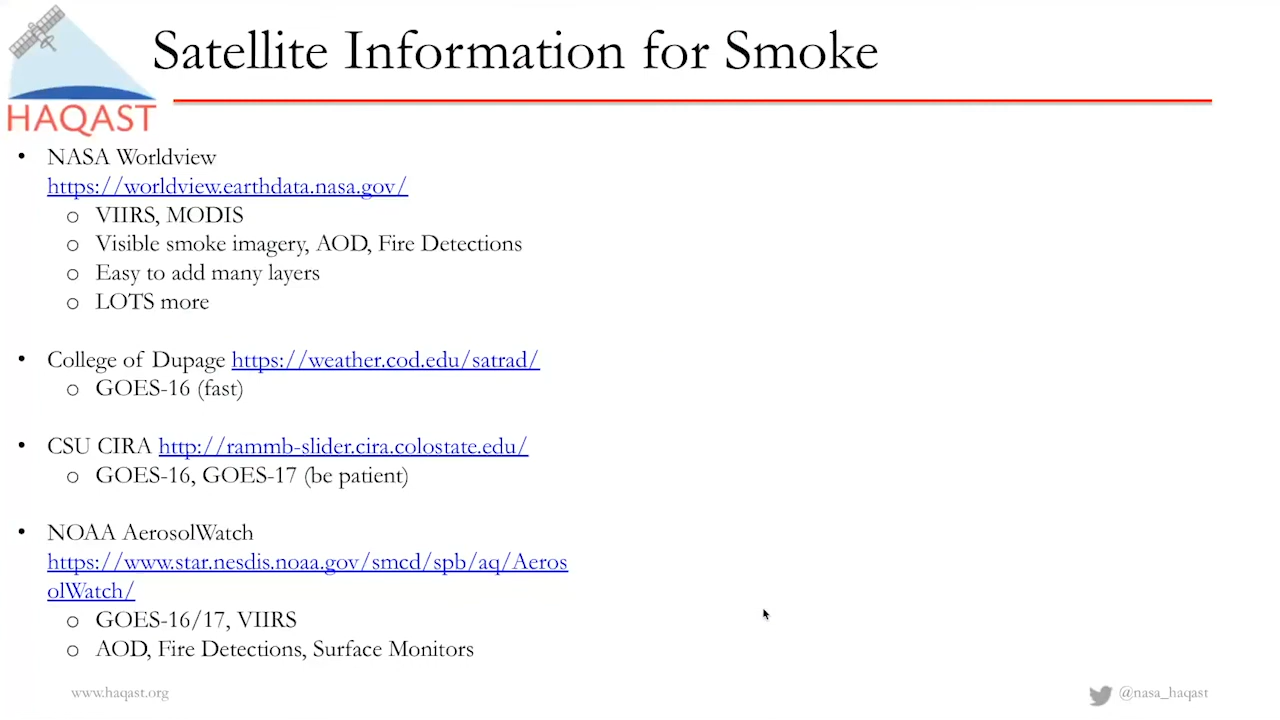 Satellite Information for Smoke
HAQAST
• NASA Worldview
https://worldview.earthdata.nasa.gov/
o VIIRS, MODIS
o Visible smoke imagery, AOD, Fire Detections
o Easy to add many layers
o LOTS more
• College of Dupage https://weather.cod.edu/satrad/
o GOES-16 (fast)
• CSU CIRA http://rammb-slider.cira.colostate.edu/
o GOES-16, GOES-17 (be patient)
• NOAA AerosolWatch
https://www.star.nesdis.noaa.gov/smcd/spb/aq/Aeros
olWatch/
o GOES-16/17, VIIRS
o AOD, Fire Detections, Surface Monitors
www.haqast.org
@nasa_haqast